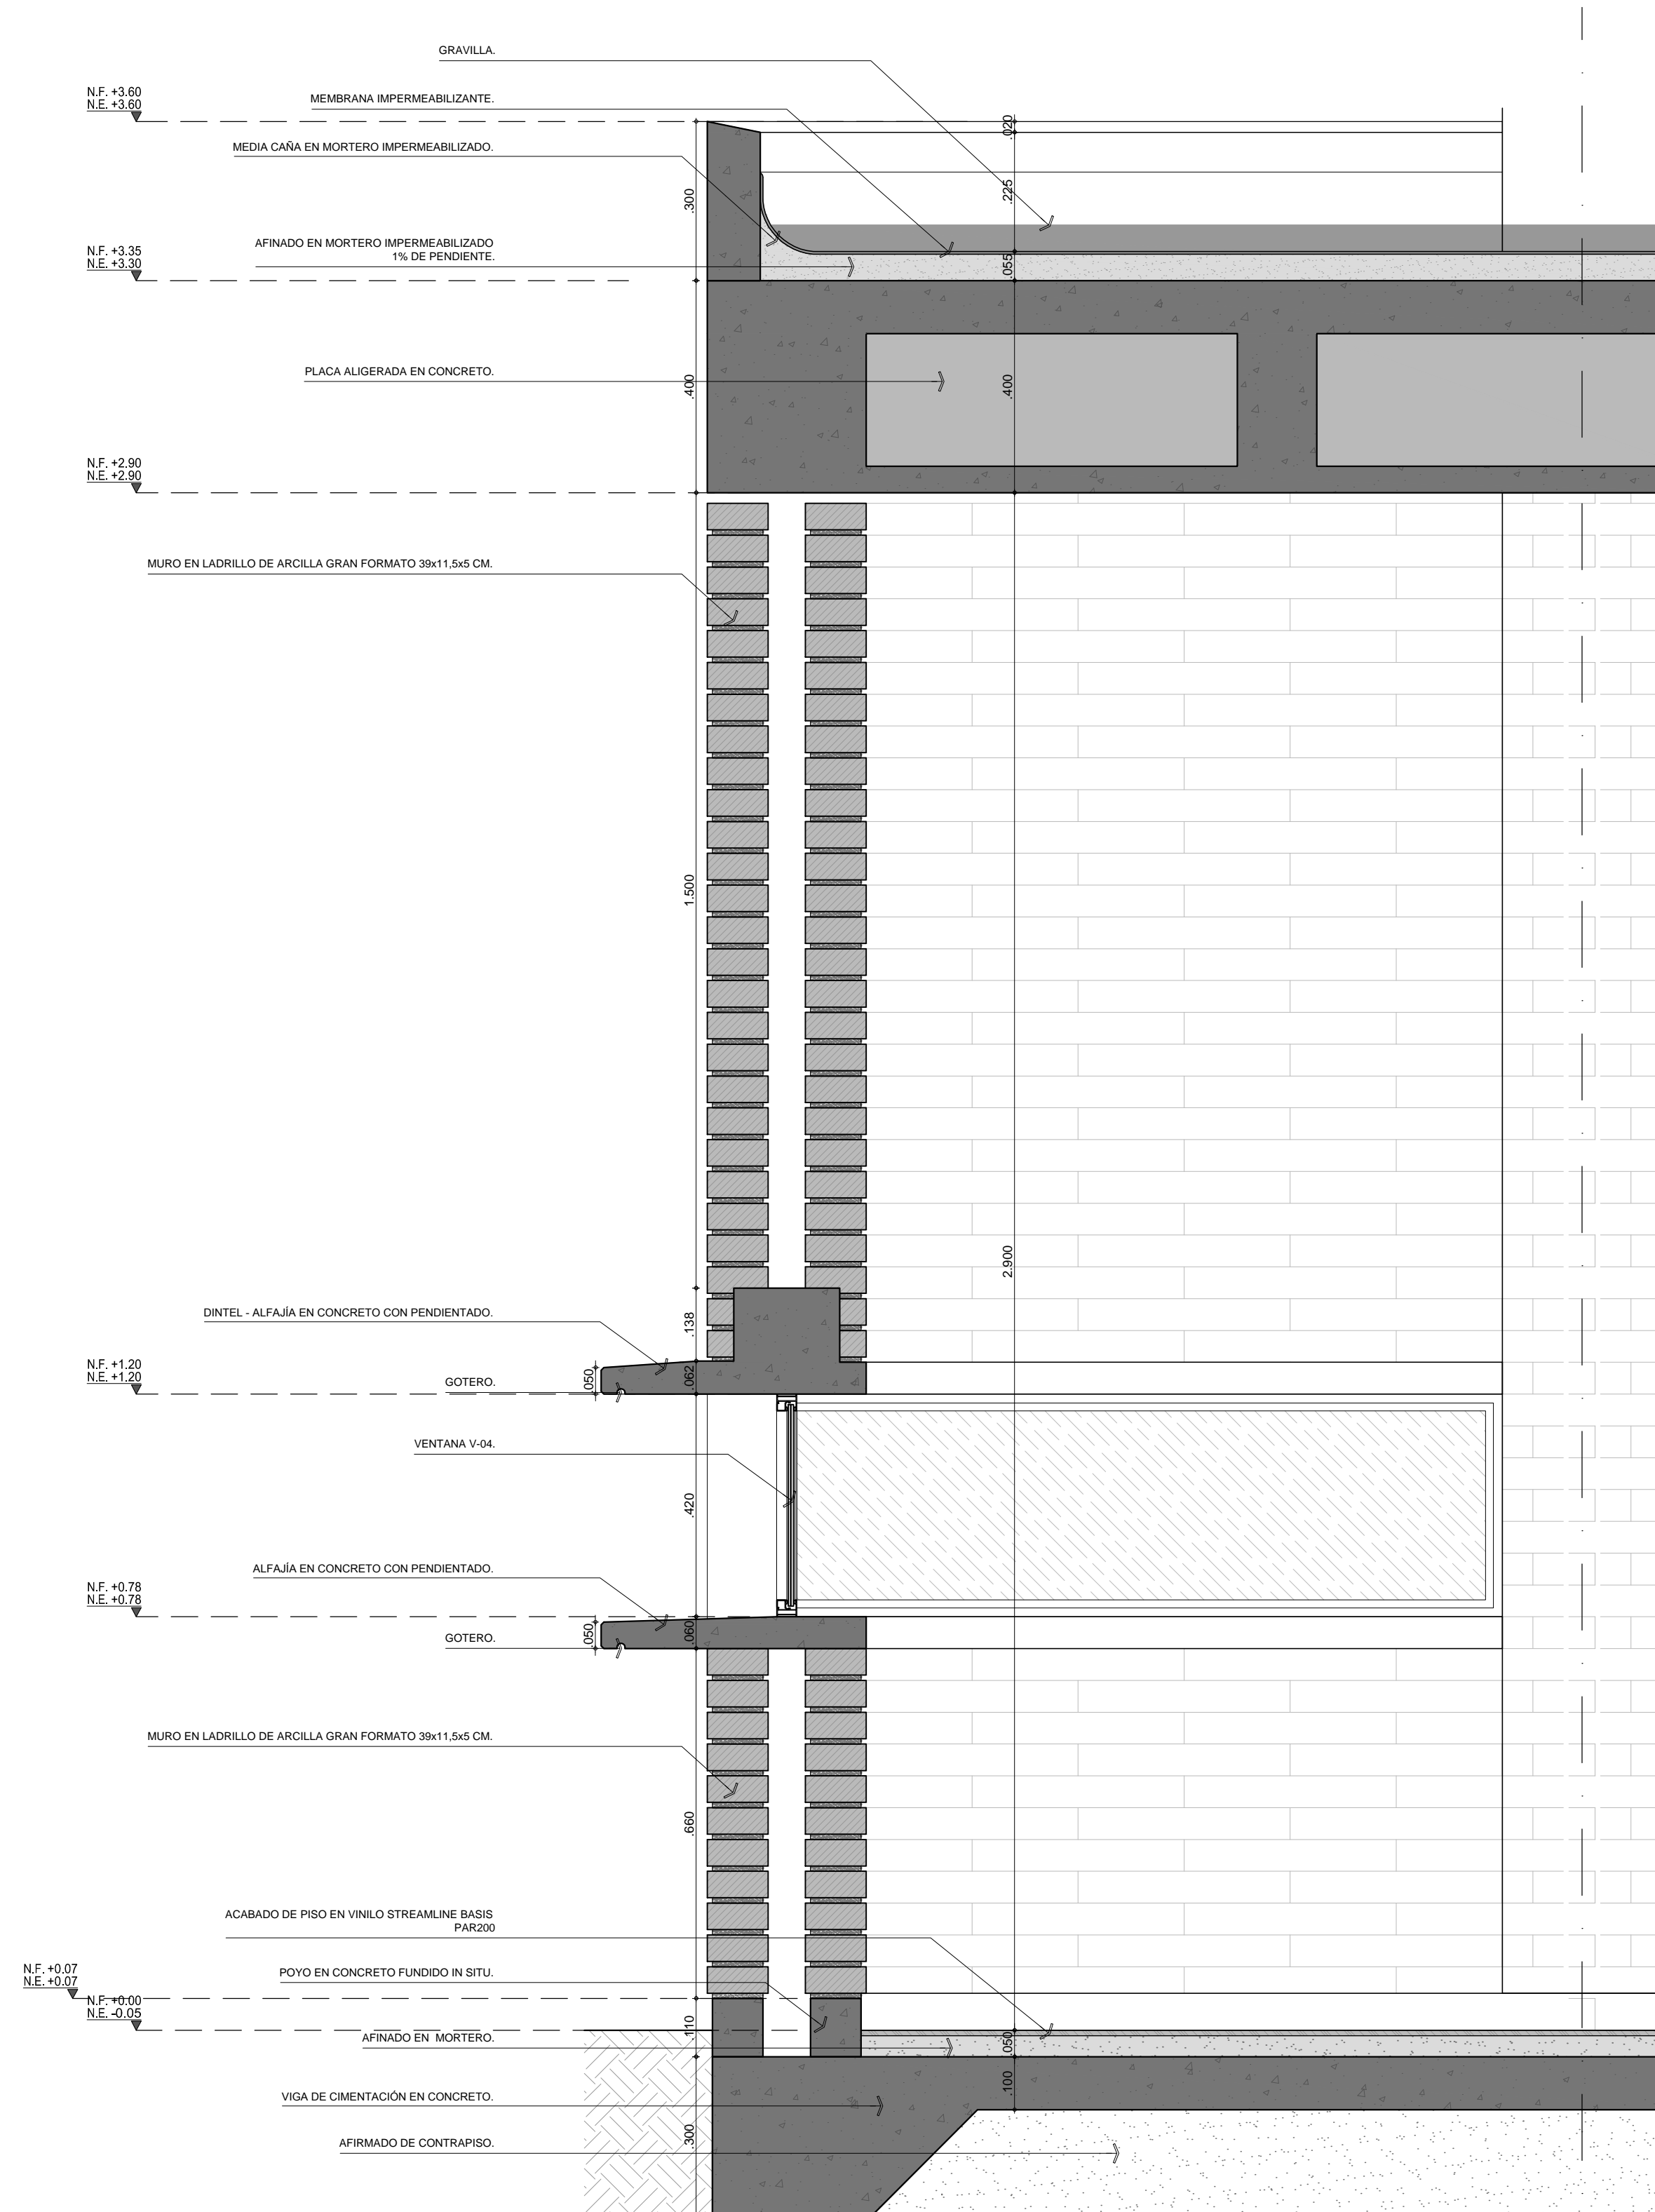 GRAVILLA.
N.F. +3.60
N.E. +3.60
MEMBRANA IMPERMEABILIZANTE.
.020
MEDIA CAÑA EN MORTERO IMPERMEABILIZADO.
.300
.225
N.F. +3.35
N.E. +3.30
AFINADO EN MORTERO IMPERMEABILIZADO
1% DE PENDIENTE.
.055
PLACA ALIGERADA EN CONCRETO.
.400
.400
N.F. +2.90
N.E. +2.90
MURO EN LADRILLO DE ARCILLA GRAN FORMATO 39x11,5x5 CM.
1.500
2.900
DINTEL - ALFAJÍA EN CONCRETO CON PENDIENTADO.
.138
N.F. +1.20
N.E. +1.20
GOTERO.
.050
.062
VENTANA V-04.
.420
ALFAJÍA EN CONCRETO CON PENDIENTADO.
N.F. +0.78
N.E. +0.78
GOTERO.
.050
.060
MURO EN LADRILLO DE ARCILLA GRAN FORMATO 39x11,5x5 CM.
.660
ACABADO DE PISO EN VINILO STREAMLINE BASIS
PAR200
N.F. +0.07
N.E. +0.07
POYO EN CONCRETO FUNDIDO IN SITU.
N.F. +0.00
N.E. -0.05
.110
AFINADO EN MORTERO.
.050
VIGA DE CIMENTACIÓN EN CONCRETO.
.100
AFIRMADO DE CONTRAPISO.
.300